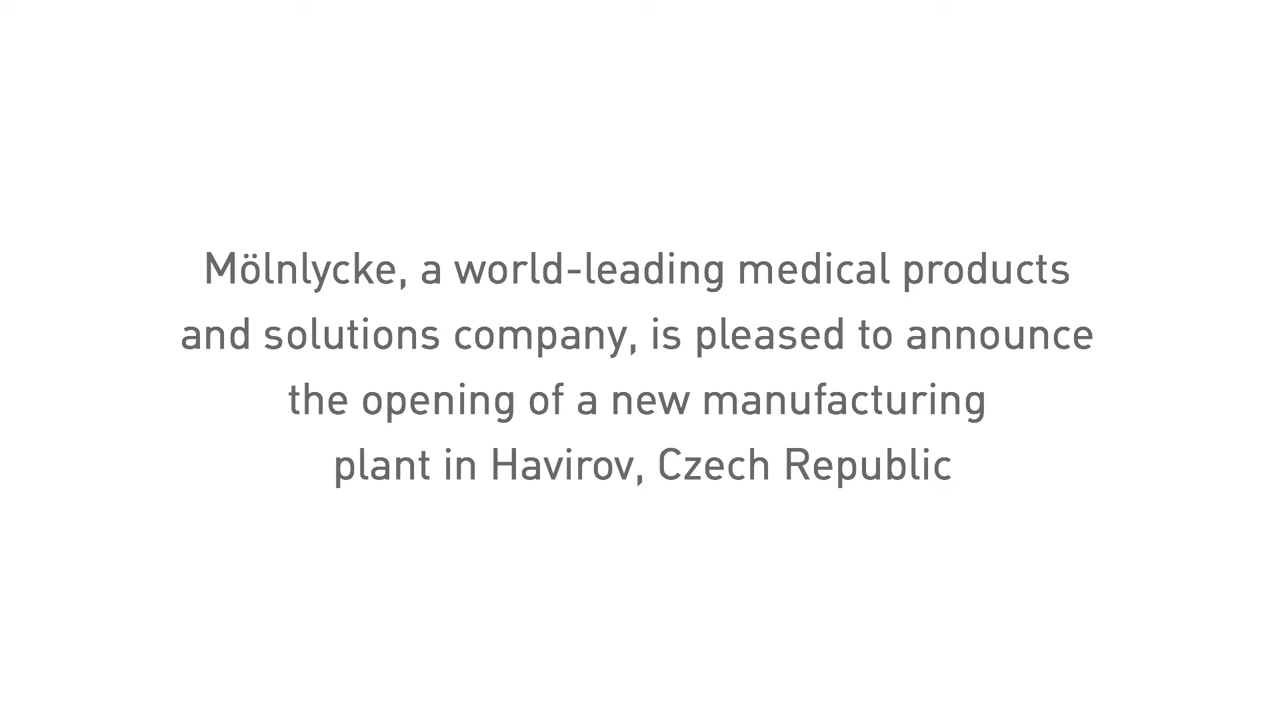 Mölnlycke, a world-leading medical products
and solutions company, is pleased to announce
the opening of a new manufacturing
plant in Havirov, Czech Republic